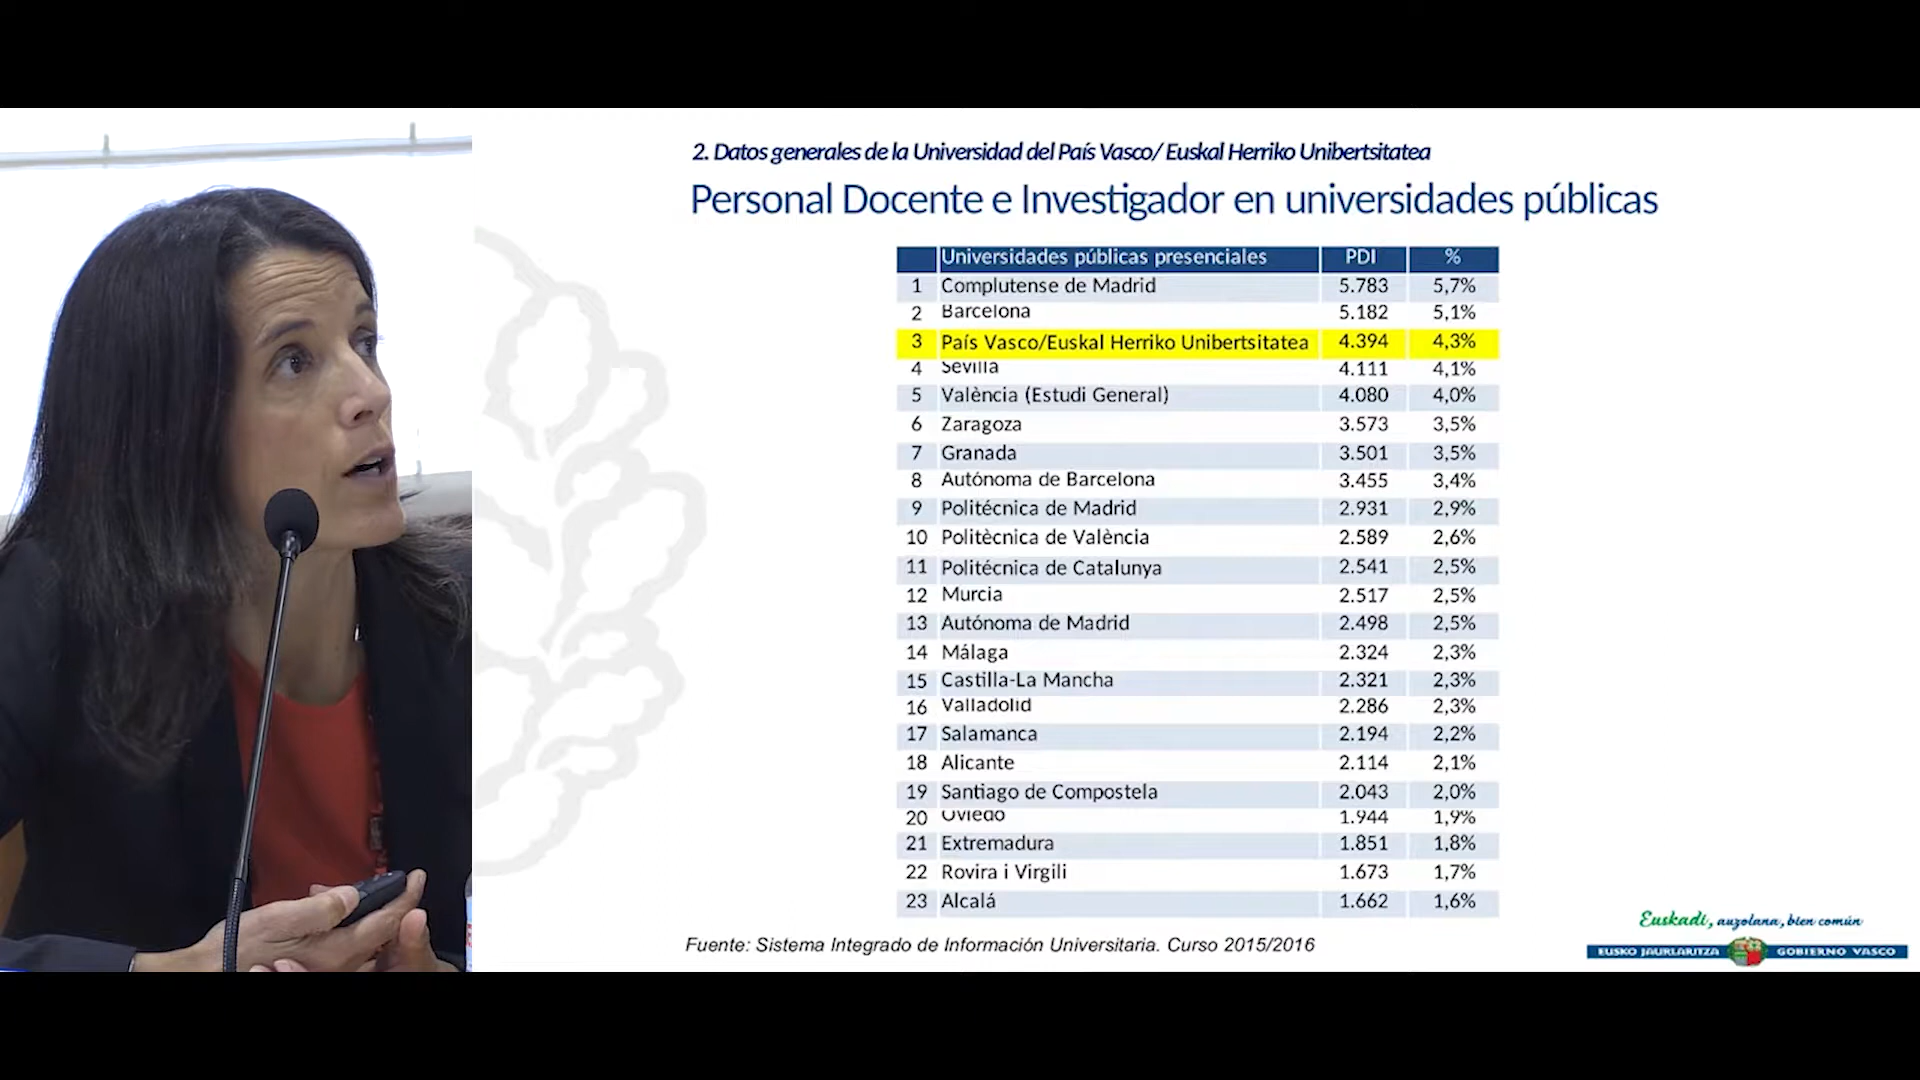 2. Datos generales de la Universidad del País Vasco/ Euskal Herriko Unibertsitatea
Personal Docente e Investigador en universidades públicas
Universidades públicas presenciales PDI %
1 Complutense de Madrid 5.783 5,7%
2 Barcelona 5.182 5,1%
3 País Vasco/Euskal Herriko Unibertsitatea 4.394 4,3%
4 Sevilla 4.111 4,1%
5 València (Estudi General) 4.080 4,0%
6 Zaragoza 3.573 3,5%
7 Granada 3.501 3,5%
8 Autónoma de Barcelona 3.455 3,4%
9 Politécnica de Madrid 2.931 2,9%
10 Politècnica de València 2.589 2,6%
11 Politécnica de Catalunya 2.541 2,5%
12 Murcia 2.517 2,5%
13 Autónoma de Madrid 2.498 2,5%
14 Málaga 2.324 2,3%
15 Castilla-La Mancha 2.321 2,3%
16 Valladolid 2.286 2,3%
17 Salamanca 2.194 2,2%
18 Alicante 2.114 2,1%
19 Santiago de Compostela 2.043 2,0%
20 Oviedo 1.944 1,9%
21 Extremadura 1.851 1,8%
22 Rovira i Virgili 1.673 1,7%
23 Alcalá 1.662 1,6%
Fuente: Sistema Integrado de Información Universitaria. Curso 2015/2016
Euskadi, auzolana, bien común
EUSKO JAURLARITZA GOBIERNO VASCO